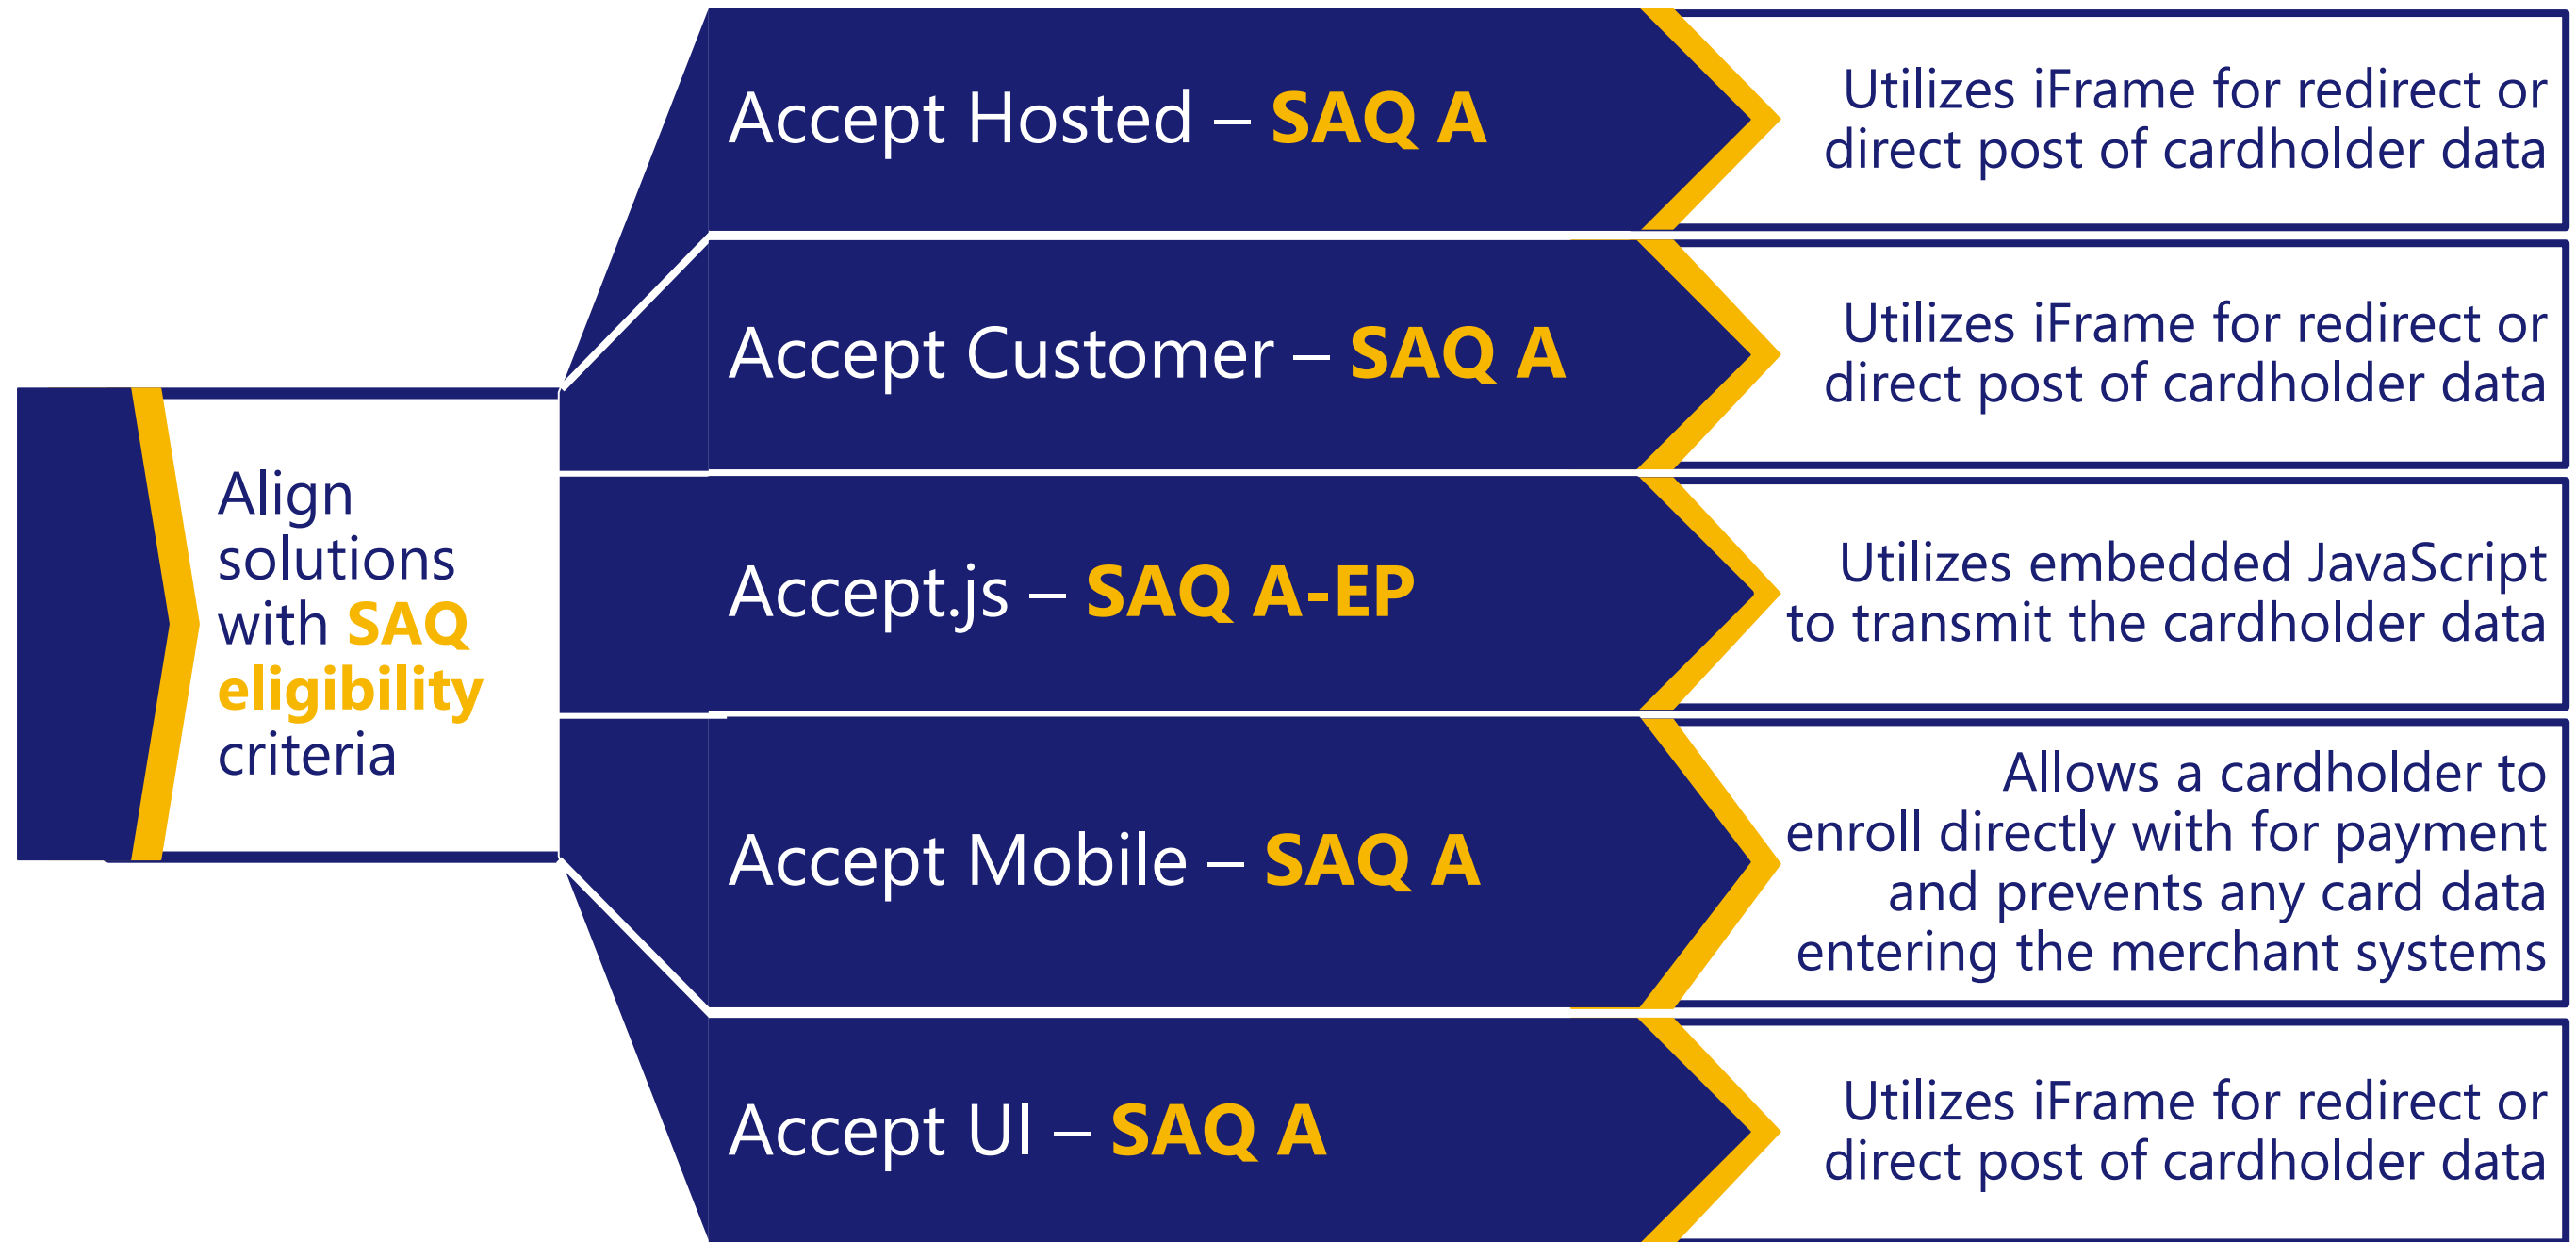 Align
solutions
with SAQ
eligibility
criteria
Accept Hosted – SAQ A
Utilizes iFrame for redirect or
direct post of cardholder data
Accept Customer – SAQ A
Utilizes iFrame for redirect or
direct post of cardholder data
Accept.js – SAQ A-EP
Utilizes embedded JavaScript
to transmit the cardholder data
Accept Mobile – SAQ A
Allows a cardholder to
enroll directly with for payment
and prevents any card data
entering the merchant systems
Accept UI – SAQ A
Utilizes iFrame for redirect or
direct post of cardholder data